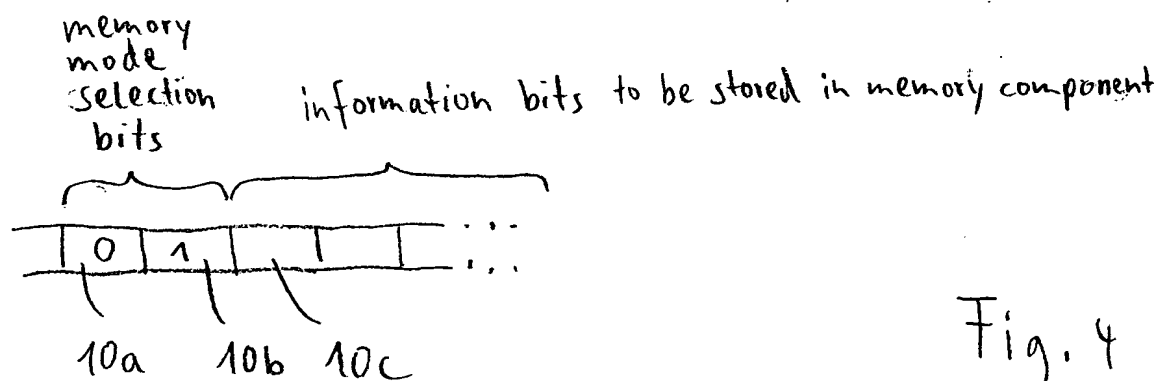 memory
mode
selection
bits
information bits to be stored in memory component
0 1
10a 10b 10c
Fig. 4